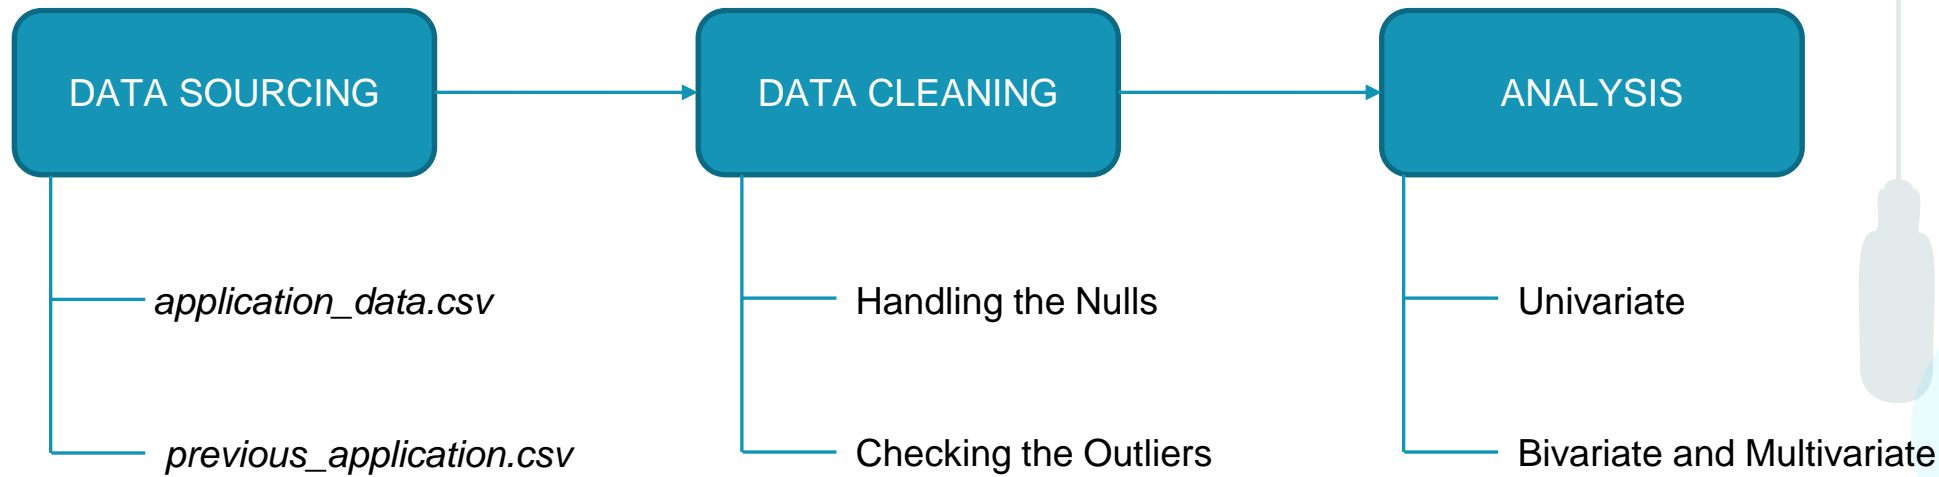 DATA SOURCING
DATA CLEANING
ANALYSIS
application_data.csv
Handling the Nulls
Univariate
previous_application.csv
Checking the Outliers
Bivariate and Multivariate